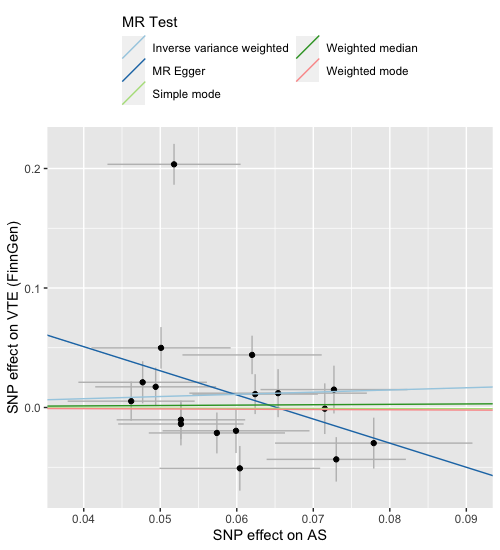 MR Test
Inverse variance weighted
Weighted median
MR Egger
Weighted mode
Simple mode
SNP effect on VTE (FinnGen)
0.2
0.1
0.0
0.04 0.05 0.06 0.07 0.08 0.09
SNP effect on AS